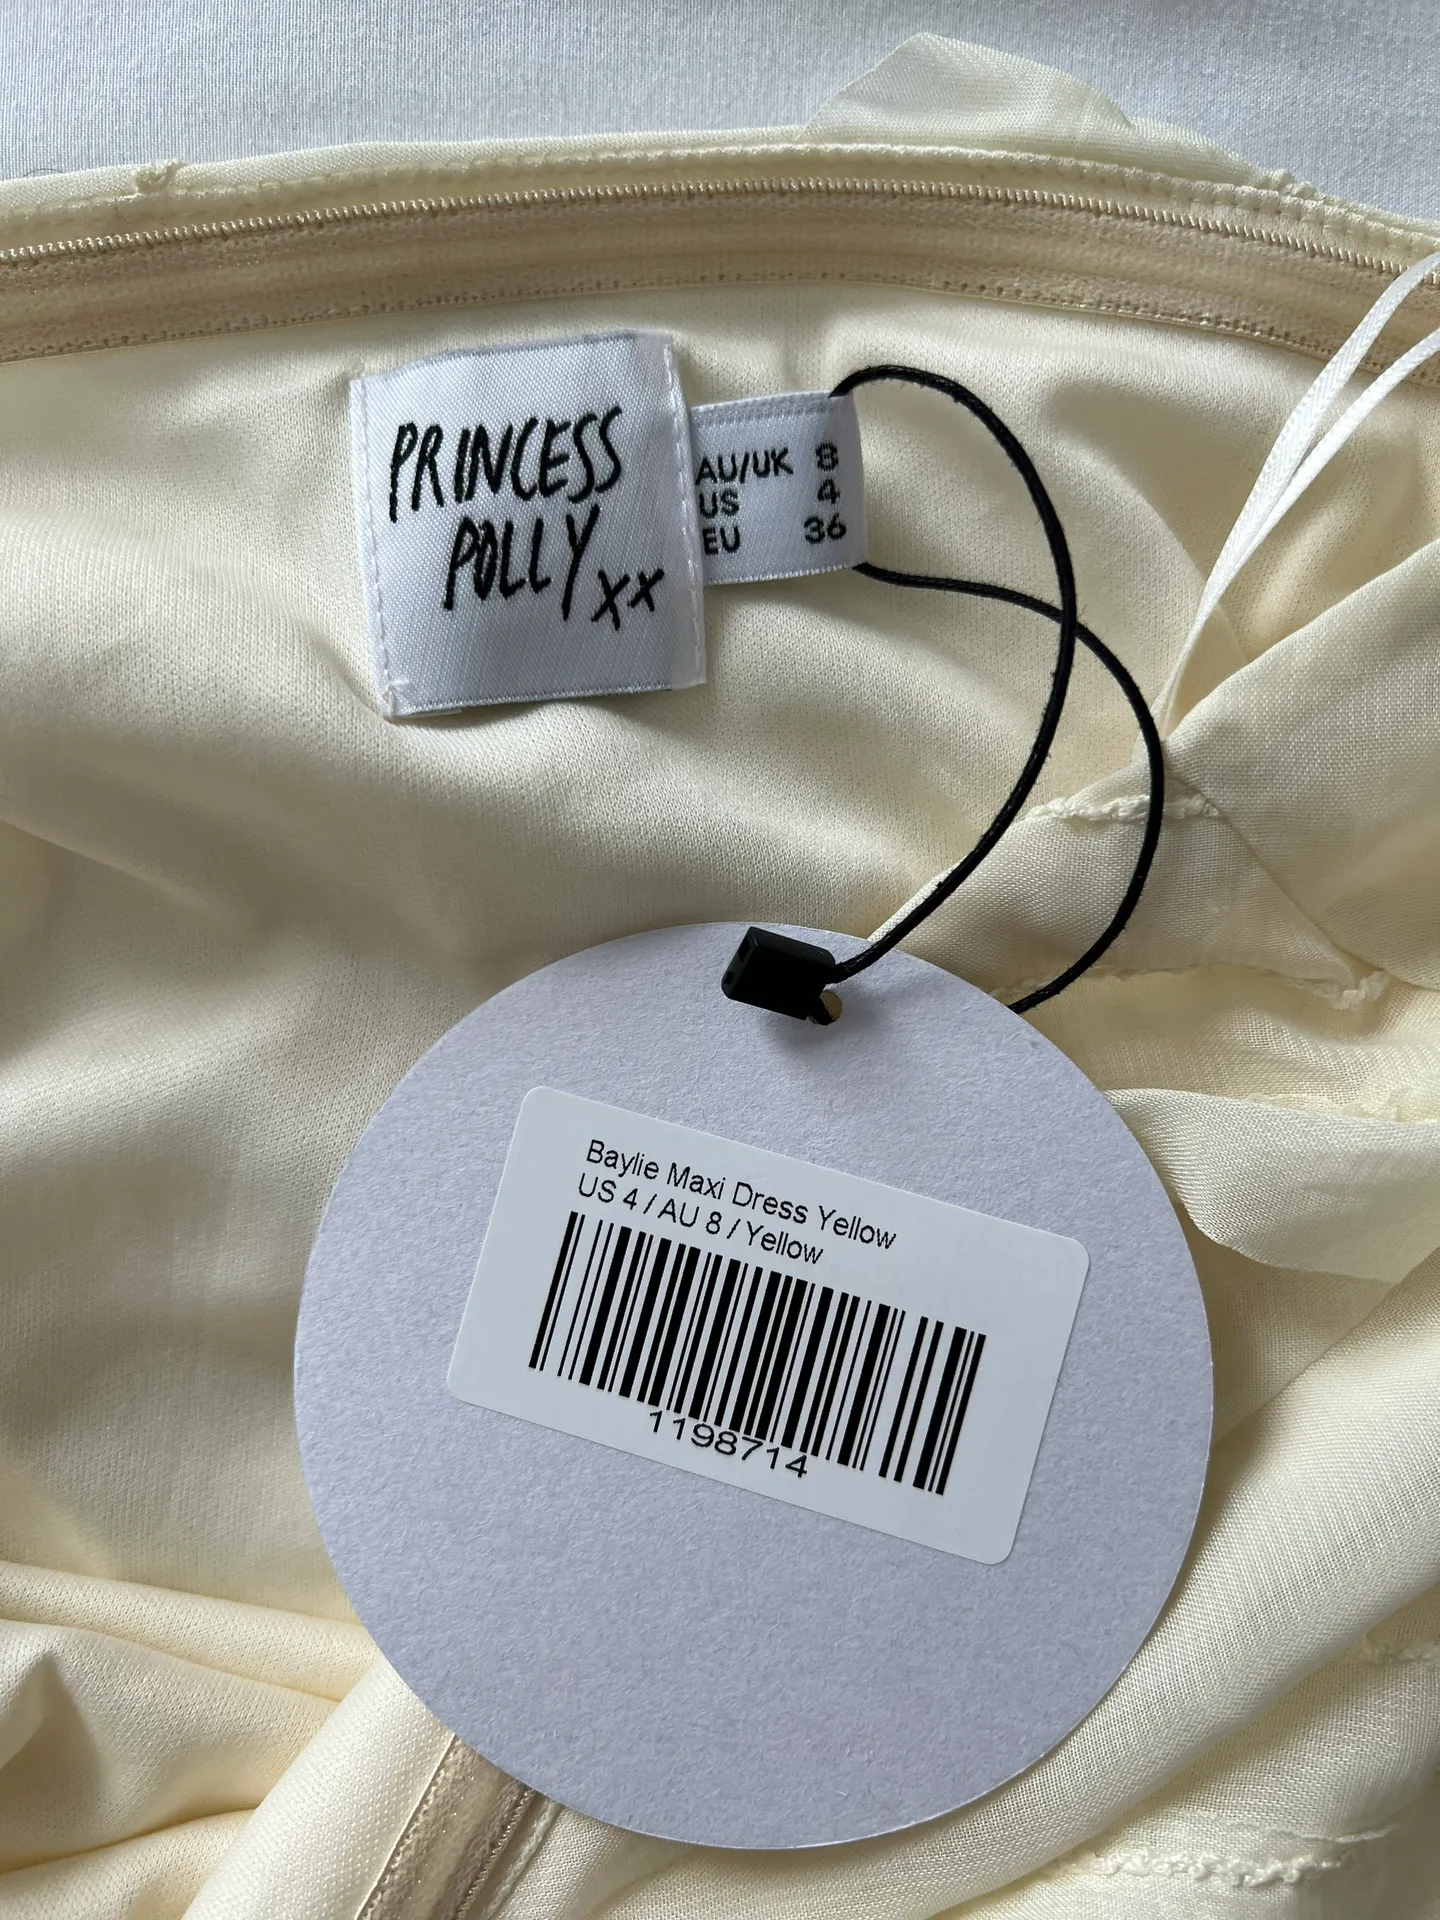 PRINCESS
POLLY xx
AU/UK 8
US 4
EU 36
Baylie Maxi Dress Yellow
US 4 / AU 8 / Yellow
1198714